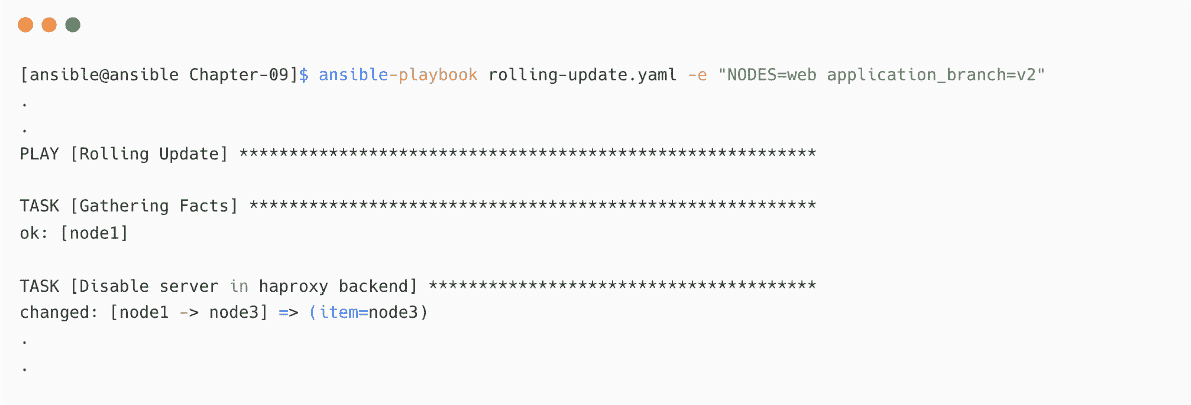 [ansible@ansible Chapter-09]$ ansible-playbook rolling-update.yaml -e "NODES=web application_branch=v2"
.
.
PLAY [Rolling Update] **********************************************************
TASK [Gathering Facts] *********************************************************
ok: [node1]
TASK [Disable server in haproxy backend] ***************************************
changed: [node1 -> node3] => (item=node3)
.
.